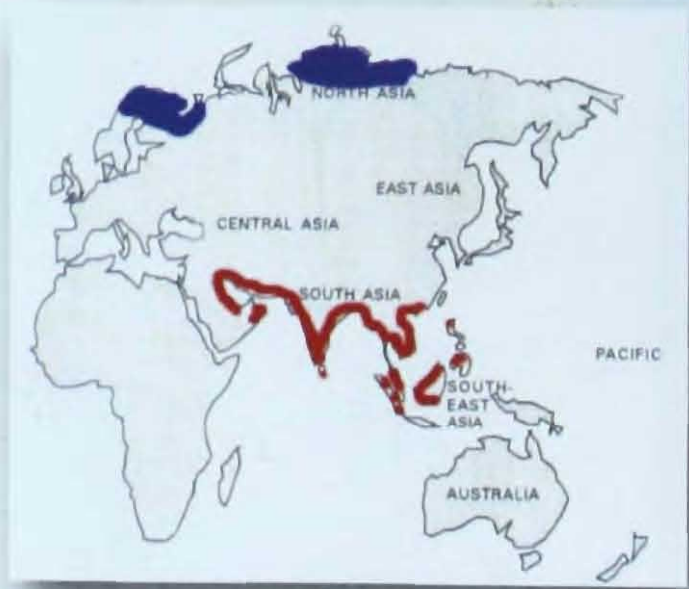 NORTH ASIA
EAST ASIA
CENTRAL ASIA
SOUTH ASIA
PACIFIC
SOUTH-
EAST
ASIA
AUSTRALIA